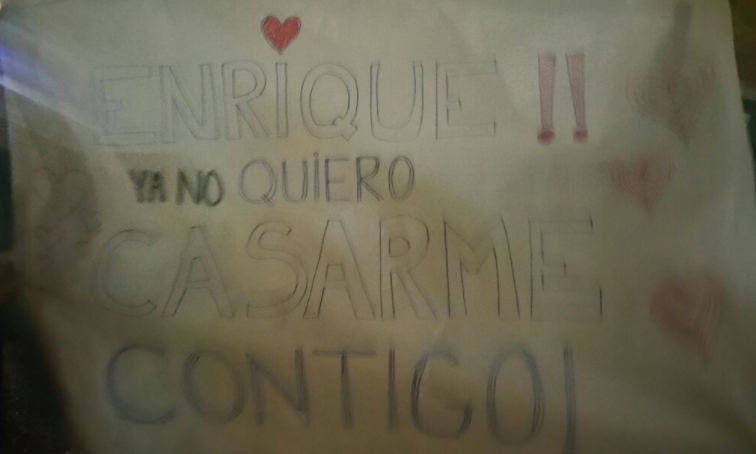 ENRIQUE !!
YA NO QUIERO
CASARME
CONTIGO!